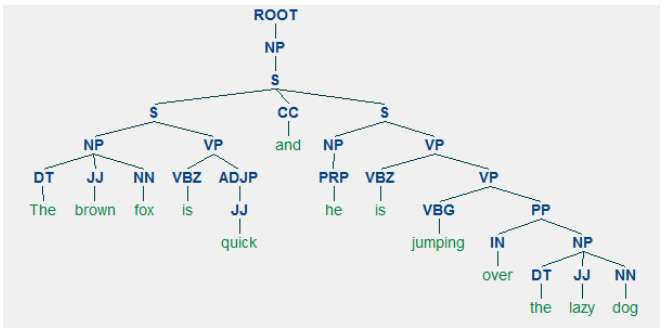 ROOT
NP
S
S CC S
NP VP and NP VP
DT JJ NN VBZ ADJP PRP VBZ VP
The brown fox is JJ he is VBG PP
quick jumping IN NP
over DT JJ NN
the lazy dog